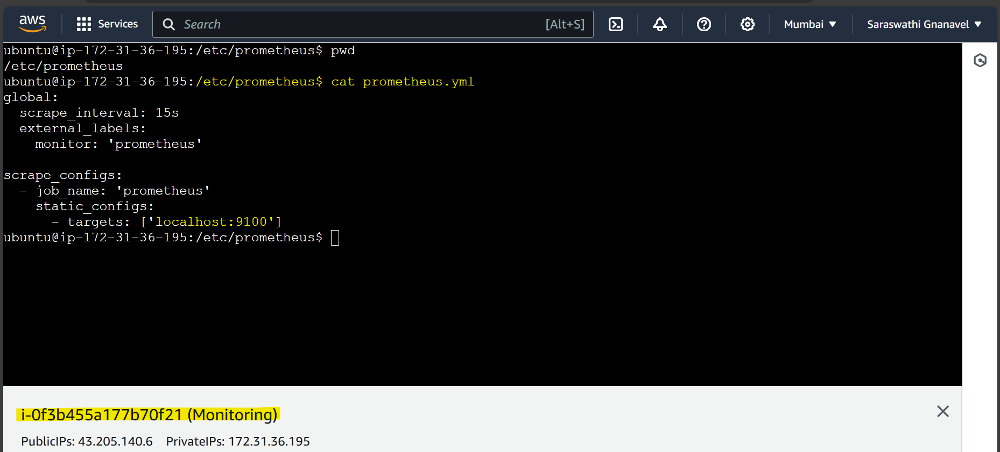 aws Services Search [Alt+S] Mumbai ▼ Saraswathi Gnanavel ▼
ubuntu@ip-172-31-36-195:/etc/prometheus$ pwd
/etc/prometheus
ubuntu@ip-172-31-36-195:/etc/prometheus$ cat prometheus.yml
global:
  scrape_interval: 15s
  external_labels:
    monitor: 'prometheus'

scrape_configs:
  - job_name: 'prometheus'
    static_configs:
      - targets: ['localhost:9100']
ubuntu@ip-172-31-36-195:/etc/prometheus$
i-0f3b455a177b70f21 (Monitoring)
PublicIPs: 43.205.140.6 PrivateIPs: 172.31.36.195